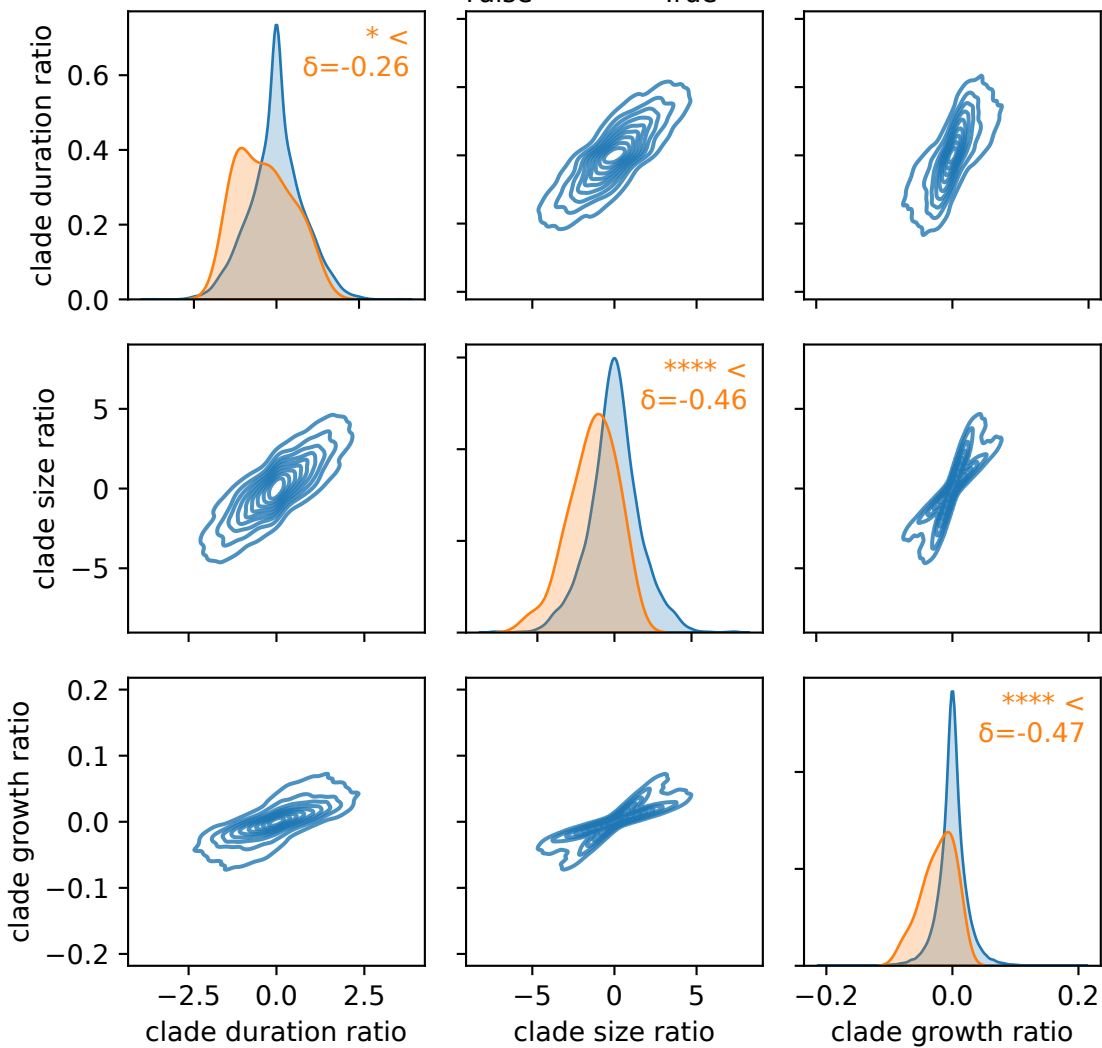 clade duration ratio
0.6
0.4
0.2
0.0
* <
δ=-0.26
clade size ratio
5
0
−5
**** <
δ=-0.46
clade growth ratio
0.2
0.1
0.0
−0.1
−0.2
**** <
δ=-0.47
−2.5 0.0 2.5
−5 0 5
−0.2 0.0 0.2
clade duration ratio
clade size ratio
clade growth ratio